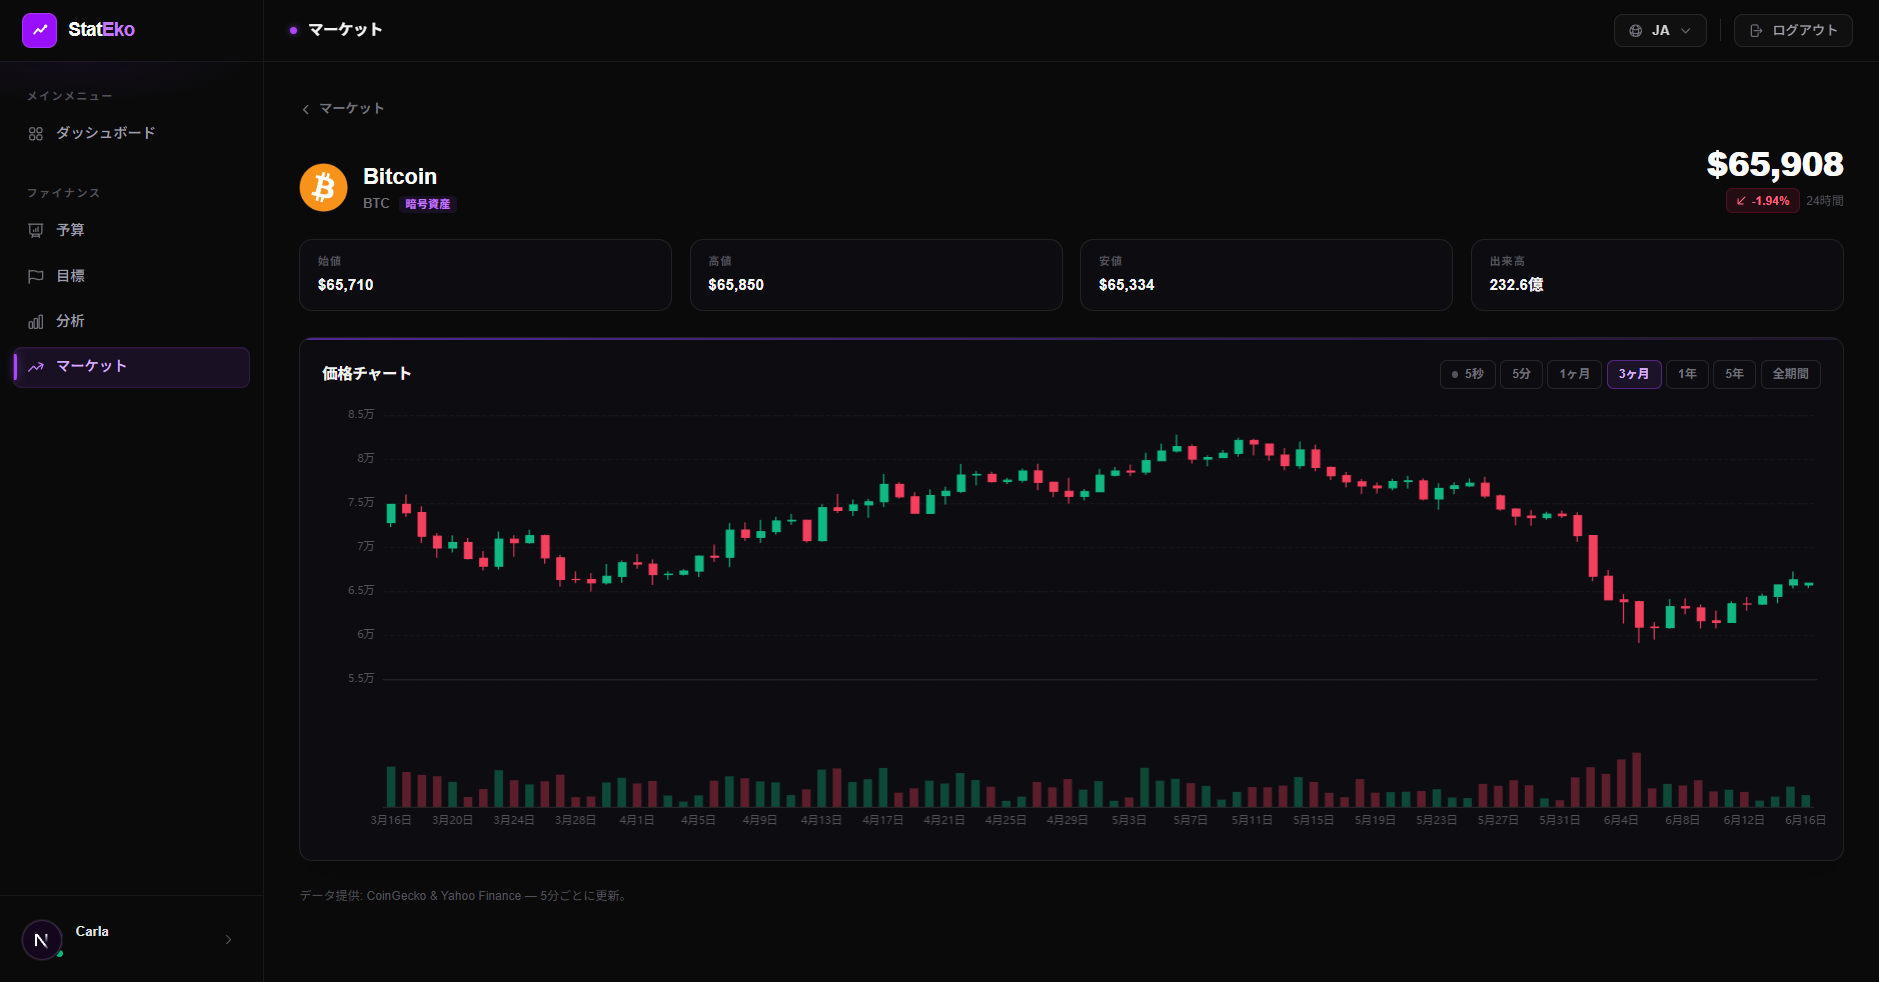 StatEko
マーケット
JA
ログアウト
メインメニュー
ダッシュボード
ファイナンス
予算
目標
分析
マーケット
マーケット
Bitcoin
BTC 暗号資産
$65,908
-1.94% 24時間
始値
$65,710
高値
$65,850
安値
$65,334
出来高
232.6億
価格チャート
5秒 5分 1ヶ月 3ヶ月 1年 5年 全期間
8.5万
8万
7.5万
7万
6.5万
6万
5.5万
3月16日 3月20日 3月24日 3月28日 4月1日 4月5日 4月9日 4月13日 4月17日 4月21日 4月25日 4月29日 5月3日 5月7日 5月11日 5月15日 5月19日 5月23日 5月27日 5月31日 6月4日 6月8日 6月12日 6月16日
データ提供: CoinGecko & Yahoo Finance — 5分ごとに更新。
N
Carla